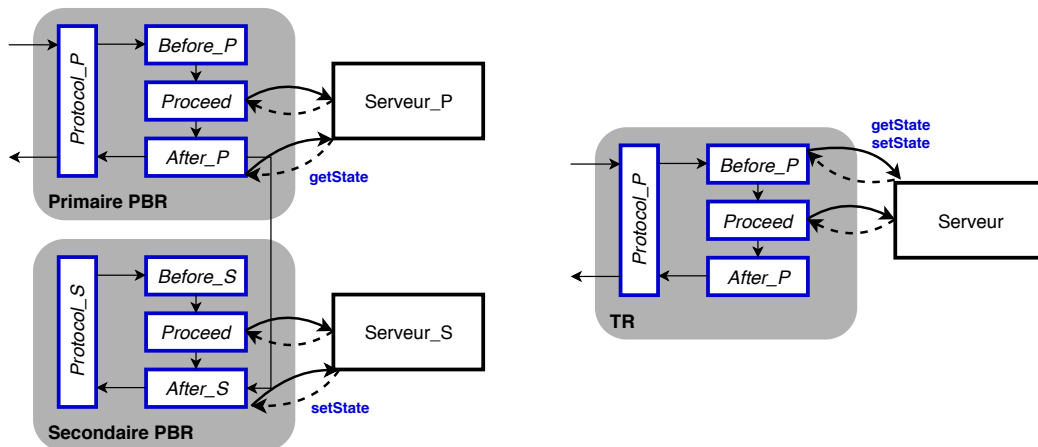 Protocol_P
Before_P
Proceed
After_P
Serveur_P
getState
Primaire PBR
Protocol_S
Before_S
Proceed
After_S
Serveur_S
setState
Secondaire PBR
Protocol_P
Before_P
Proceed
After_P
getState
setState
Serveur
TR